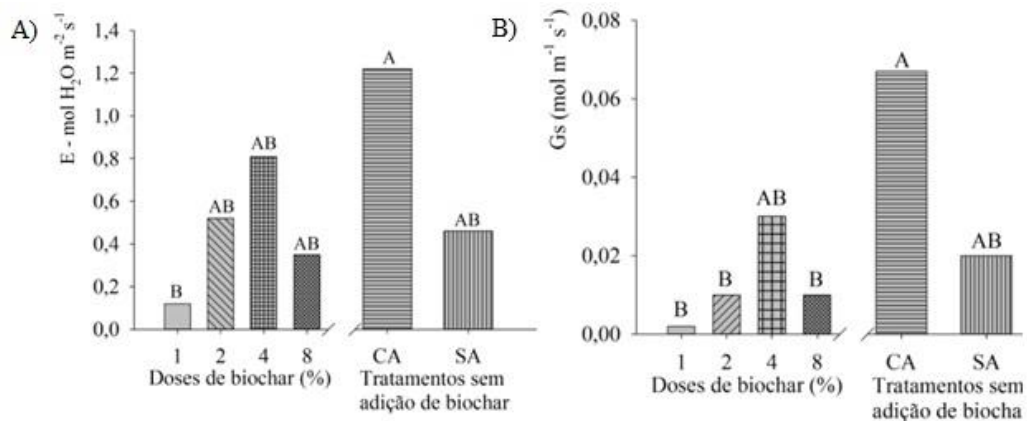 A)
E - mol H₂O m⁻² s⁻¹
1,4
1,2
1,0
0,8
0,6
0,4
0,2
0,0
B
AB
AB
AB
A
AB
1 2 4 8 CA SA
Doses de biochar (%) Tratamentos sem
adição de biochar
B)
Gs (mol m⁻¹ s⁻¹)
0,08
0,06
0,04
0,02
0.00
B
B
AB
B
A
AB
1 2 4 8 CA SA
Doses de biochar (%) Tratamentos sem
adição de biocha